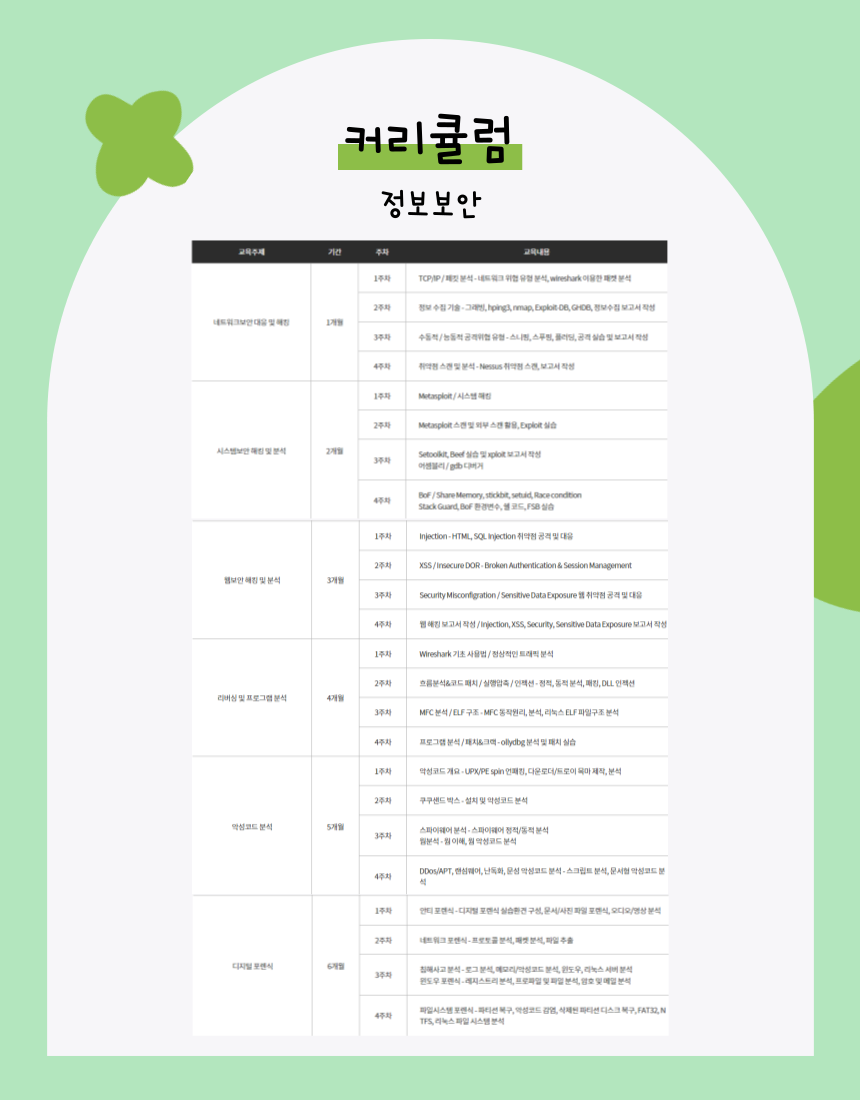 커리큘럼
정보보안
교육주제 기간 주차 교육내용
네트워크보안 대응 및 해킹 1개월
1주차 TCP/IP / 패킷 분석 - 네트워크 위협 유형 분석, wireshark 이용한 패켓 분석
2주차 정보 수집 기술 - 그래빙, hping3, nmap, Exploit-DB, GHDB, 정보수집 보고서 작성
3주차 수동적 / 능동적 공격위협 유형 - 스니핑, 스푸핑, 플러딩, 공격 실습 및 보고서 작성
4주차 취약점 스캔 및 분석 - Nessus 취약점 스캔, 보고서 작성
시스템보안 해킹 및 분석 2개월
1주차 Metasploit / 시스템 해킹
2주차 Metasploit 스캔 및 외부 스캔 활용, Exploit 실습
3주차 Setoolkit, Beef 실습 및 xploit 보고서 작성
어셈블리 / gdb 디버거
4주차 BoF / Share Memory, stickbit, setuid, Race condition
Stack Guard, BoF 환경변수, 쉘 코드, FSB 실습
웹보안 해킹 및 분석 3개월
1주차 Injection - HTML, SQL Injection 취약점 공격 및 대응
2주차 XSS / Insecure DOR - Broken Authentication & Session Management
3주차 Security Misconfigration / Sensitive Data Exposure 웹 취약점 공격 및 대응
4주차 웹 해킹 보고서 작성 / Injection, XSS, Security, Sensitive Data Exposure 보고서 작성
리버싱 및 프로그램 분석 4개월
1주차 Wireshark 기초 사용법 / 정상적인 트래픽 분석
2주차 흐름분석&코드 패치 / 실행압축 / 인젝션 - 정적, 동적 분석, 패킹, DLL 인젝션
3주차 MFC 분석 / ELF 구조 - MFC 동작원리, 분석, 리눅스 ELF 파일구조 분석
4주차 프로그램 분석 / 패치&크랙 - ollydbg 분석 및 패치 실습
악성코드 분석 5개월
1주차 악성코드 개요 - UPX/PE spin 언패킹, 다운로더/트로이 목마 제작, 분석
2주차 쿠쿠샌드 박스 - 설치 및 악성코드 분석
3주차 스파이웨어 분석 - 스파이웨어 정적/동적 분석
웜분석 - 웜 이해, 웜 악성코드 분석
4주차 DDos/APT, 랜섬웨어, 난독화, 문성 악성코드 분석 - 스크립트 분석, 문서형 악성코드 분
석
디지털 포렌식 6개월
1주차 안티 포렌식 - 디지털 포렌식 실습환견 구성, 문서/사진 파일 포렌식, 오디오/영상 분석
2주차 네트워크 포렌식 - 프로토콜 분석, 패켓 분석, 파일 추출
3주차 침해사고 분석 - 로그 분석, 메모리/악성코드 분석, 윈도우, 리눅스 서버 분석
윈도우 포렌식 - 레지스트리 분석, 프로파일 및 파일 분석, 암호 및 메일 분석
4주차 파일시스템 포렌식 - 파티션 복구, 악성코드 감염, 삭제된 파티션 디스크 복구, FAT32, N
TFS, 리눅스 파일 시스템 분석